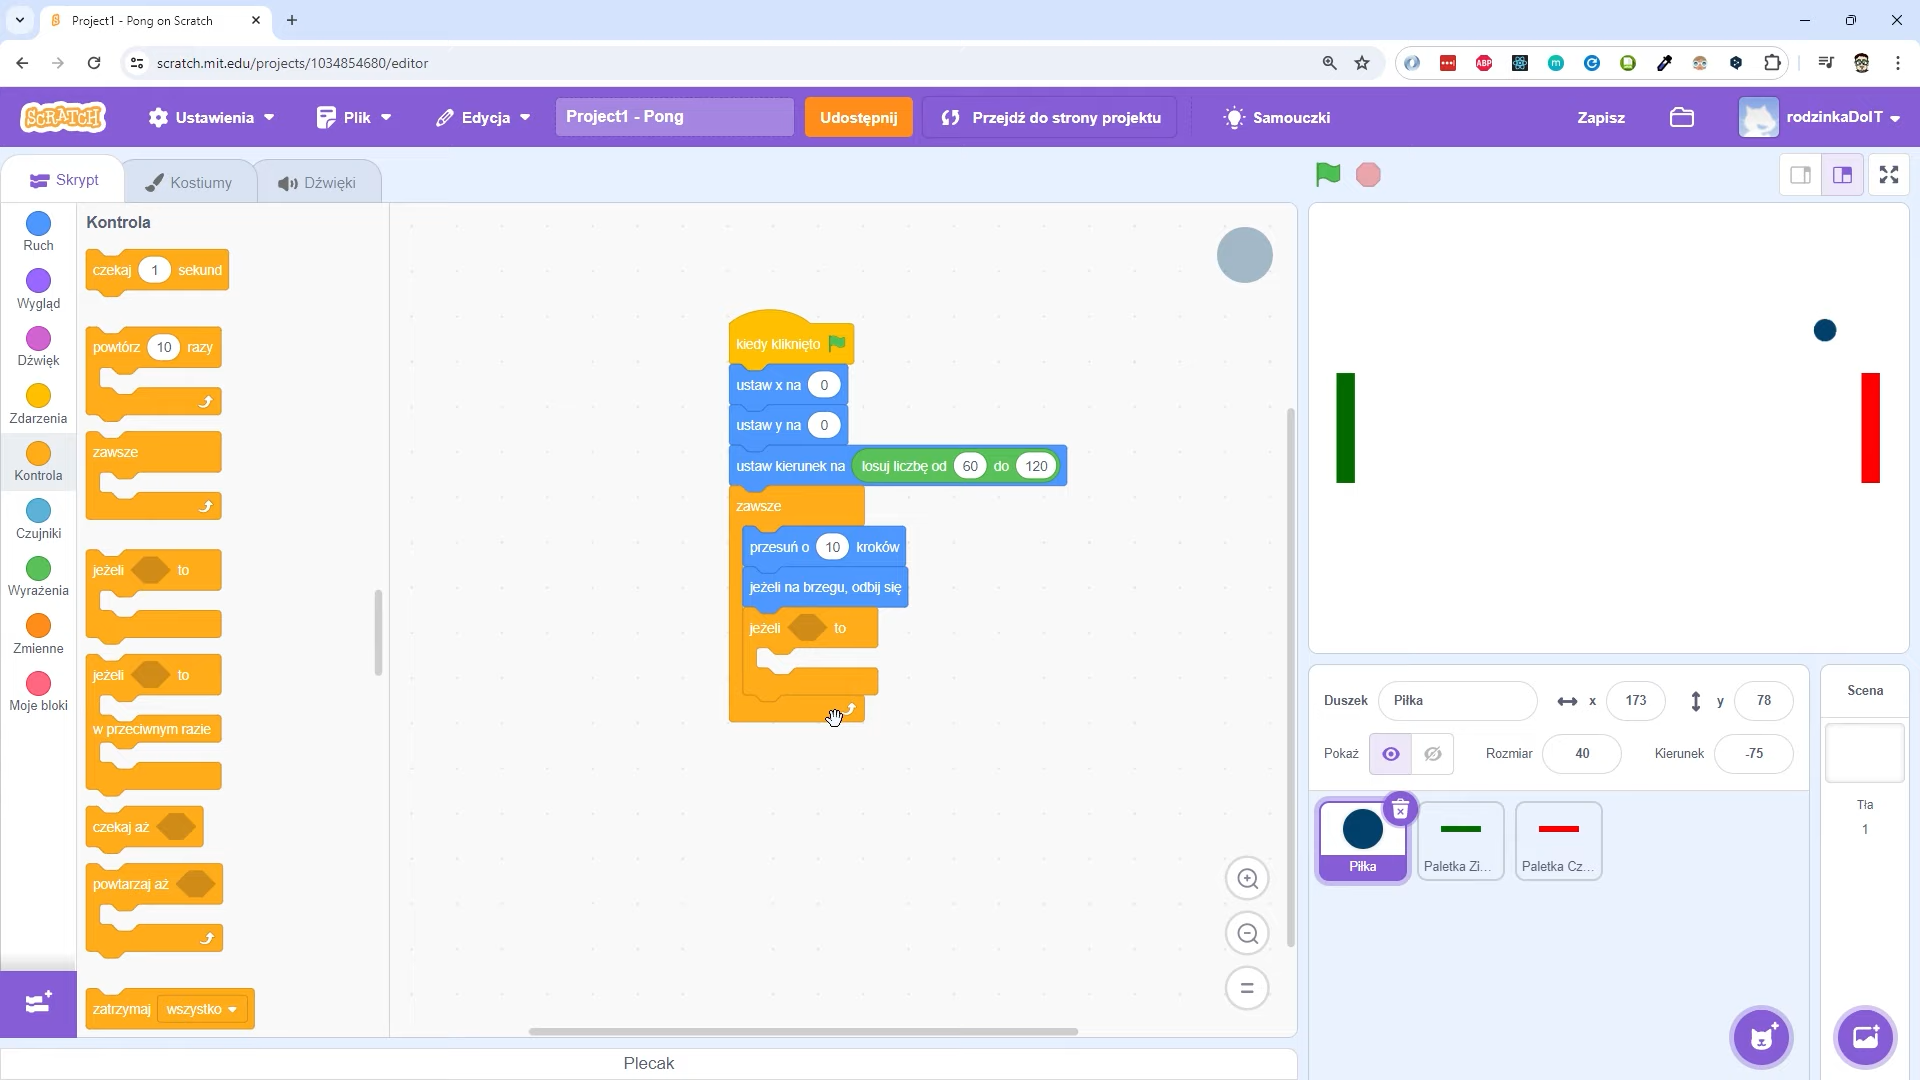 Project1 - Pong on Scratch
scratch.mit.edu/projects/1034854680/editor
ABP
SCRATCH
Ustawienia
Plik
Edycja
Project1 - Pong
Udostępnij
Przejdź do strony projektu
Samouczki
Zapisz
rodzinkaDoIT
Skrypt
Kostiumy
Dźwięki
Ruch
Wygląd
Dźwięk
Zdarzenia
Kontrola
Czujniki
Wyrażenia
Zmienne
Moje bloki
Kontrola
czekaj 1 sekund
powtórz 10 razy
zawsze
jeżeli to
jeżeli to
w przeciwnym razie
czekaj aż
powtarzaj aż
zatrzymaj wszystko
kiedy kliknięto
ustaw x na 0
ustaw y na 0
ustaw kierunek na losuj liczbę od 60 do 120
zawsze
przesuń o 10 kroków
jeżeli na brzegu, odbij się
jeżeli to
Duszek Piłka x 173 y 78
Pokaż Rozmiar 40 Kierunek -75
Piłka
Paletka Zi...
Paletka Cz...
Scena
Tła
1
Plecak